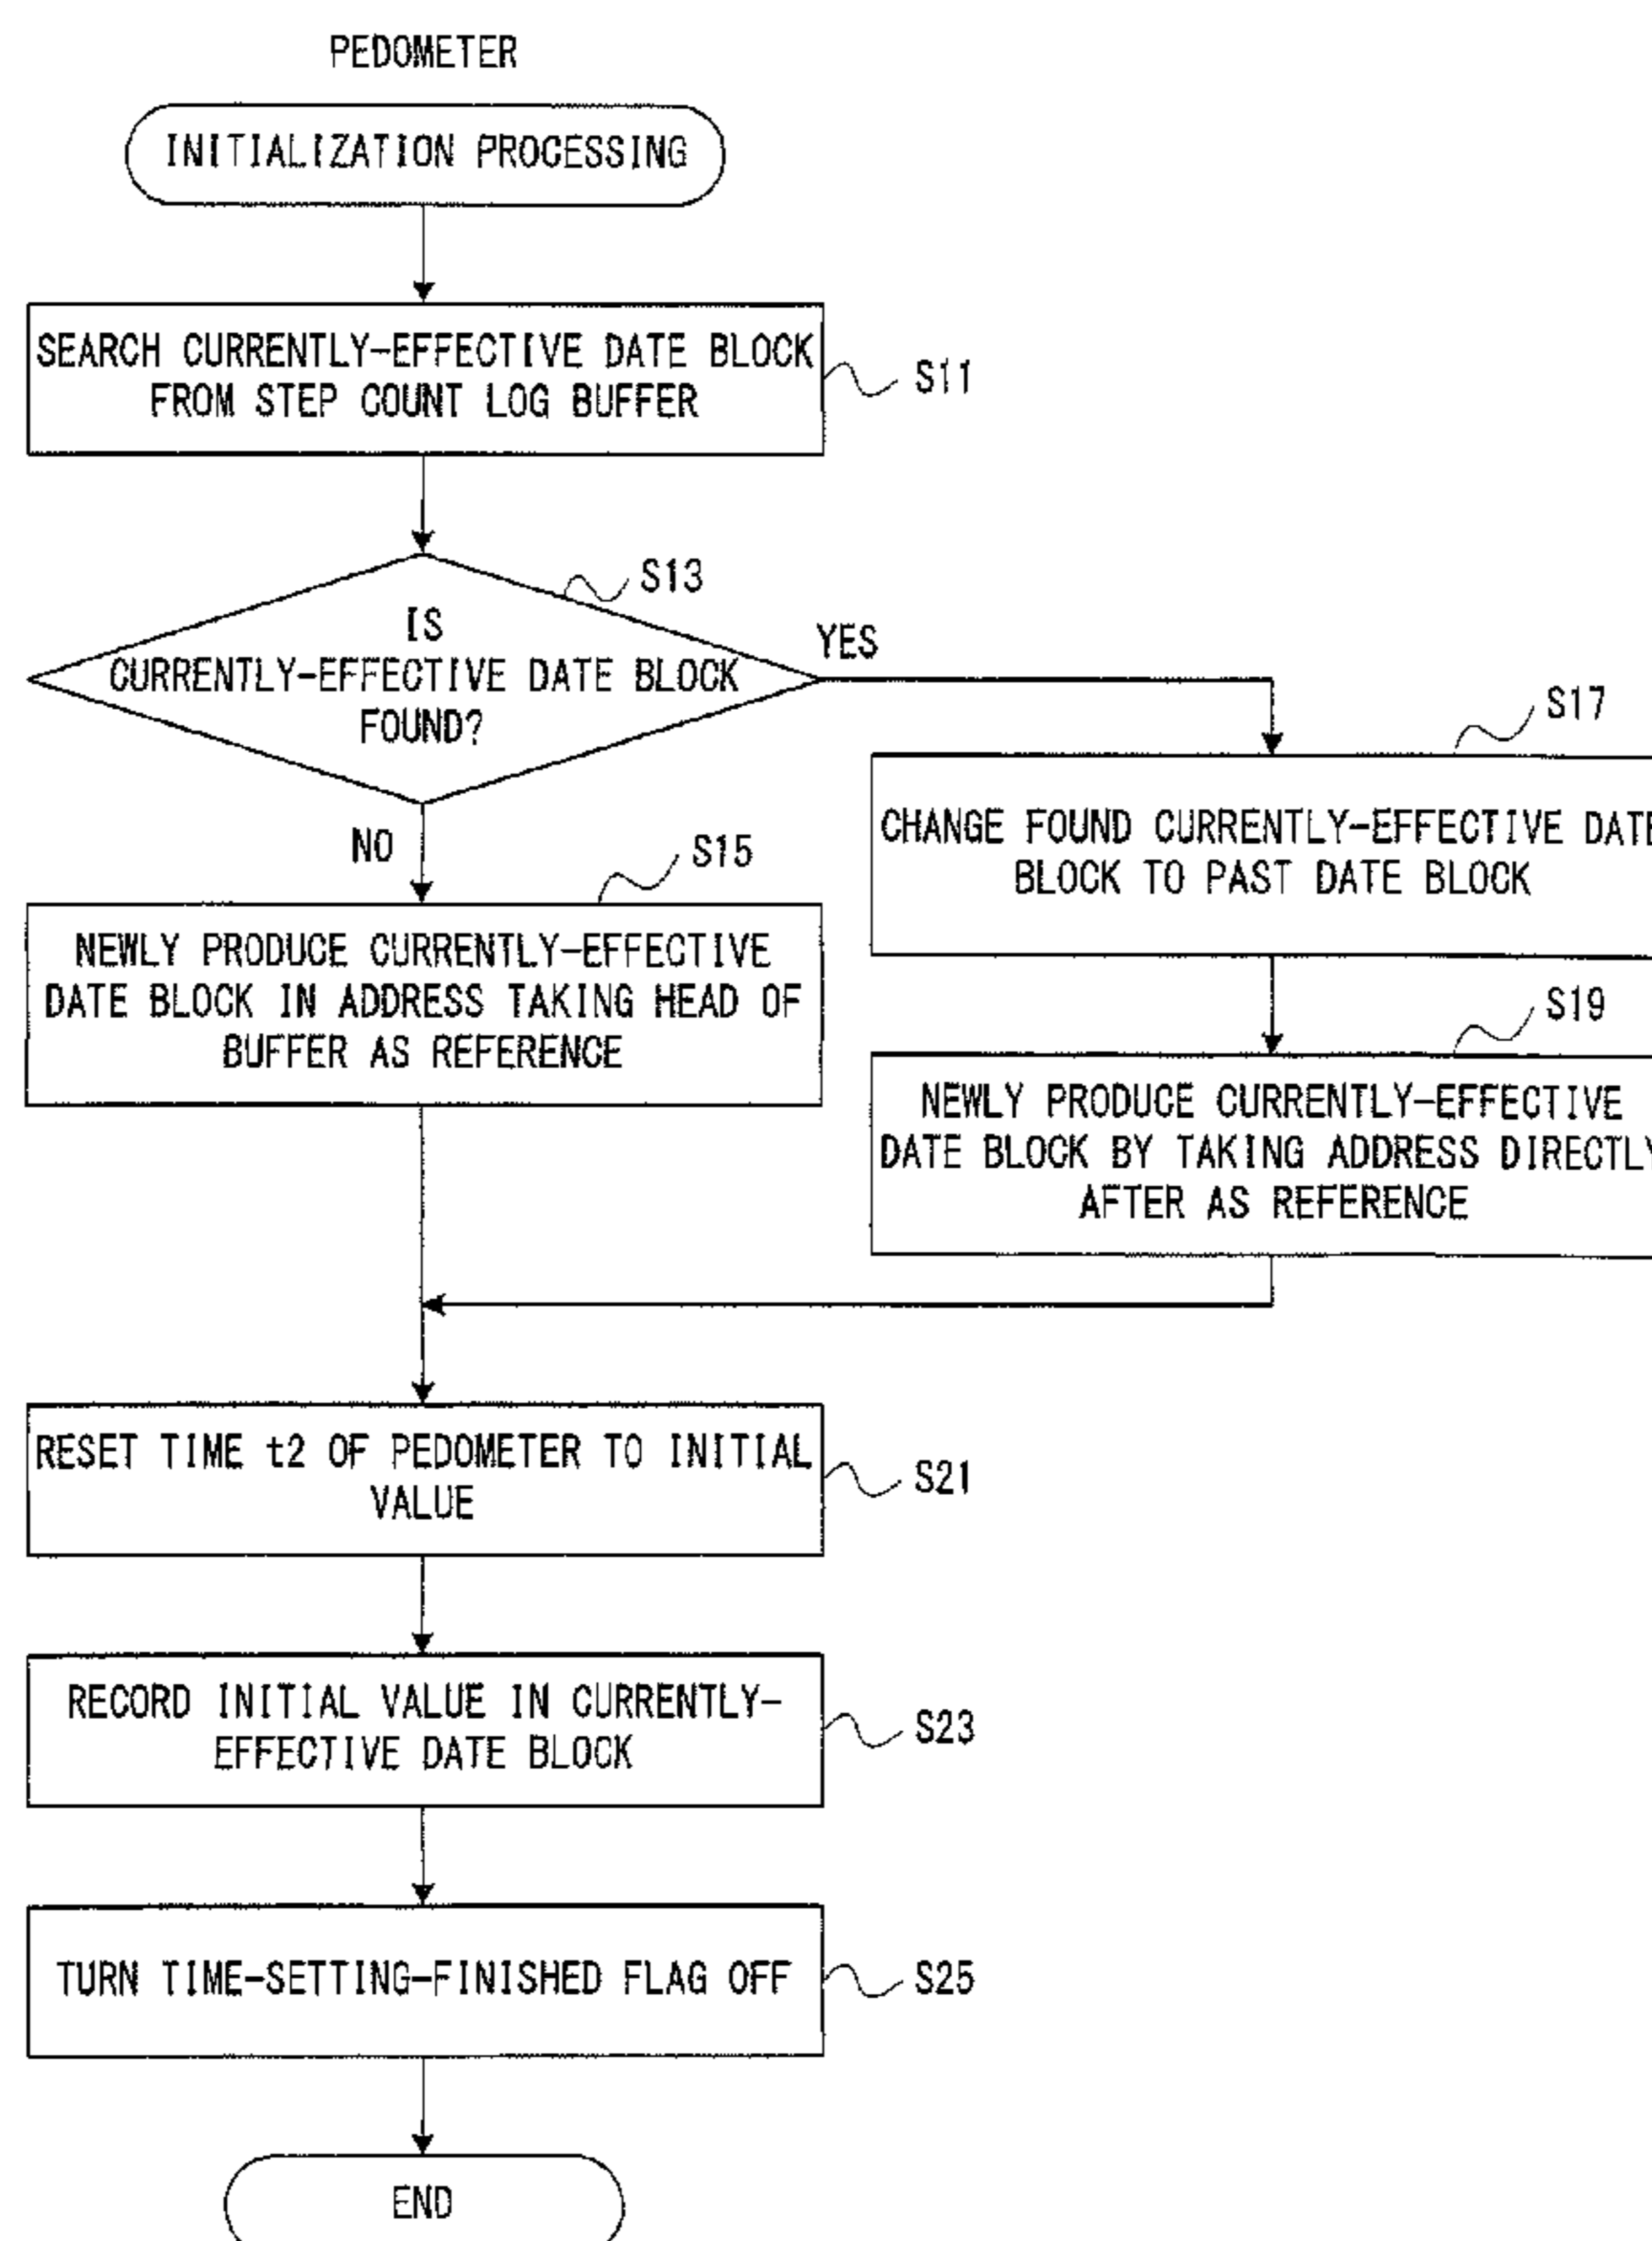 PEDOMETER
INITIALIZATION PROCESSING
SEARCH CURRENTLY-EFFECTIVE DATE BLOCK
FROM STEP COUNT LOG BUFFER
S11
S13
IS
CURRENTLY-EFFECTIVE DATE BLOCK
FOUND?
YES
NO
S15
NEWLY PRODUCE CURRENTLY-EFFECTIVE
DATE BLOCK IN ADDRESS TAKING HEAD OF
BUFFER AS REFERENCE
S17
CHANGE FOUND CURRENTLY-EFFECTIVE DATE
BLOCK TO PAST DATE BLOCK
S19
NEWLY PRODUCE CURRENTLY-EFFECTIVE
DATE BLOCK BY TAKING ADDRESS DIRECTLY
AFTER AS REFERENCE
RESET TIME t2 OF PEDOMETER TO INITIAL
VALUE
S21
RECORD INITIAL VALUE IN CURRENTLY-
EFFECTIVE DATE BLOCK
S23
TURN TIME-SETTING-FINISHED FLAG OFF
S25
END